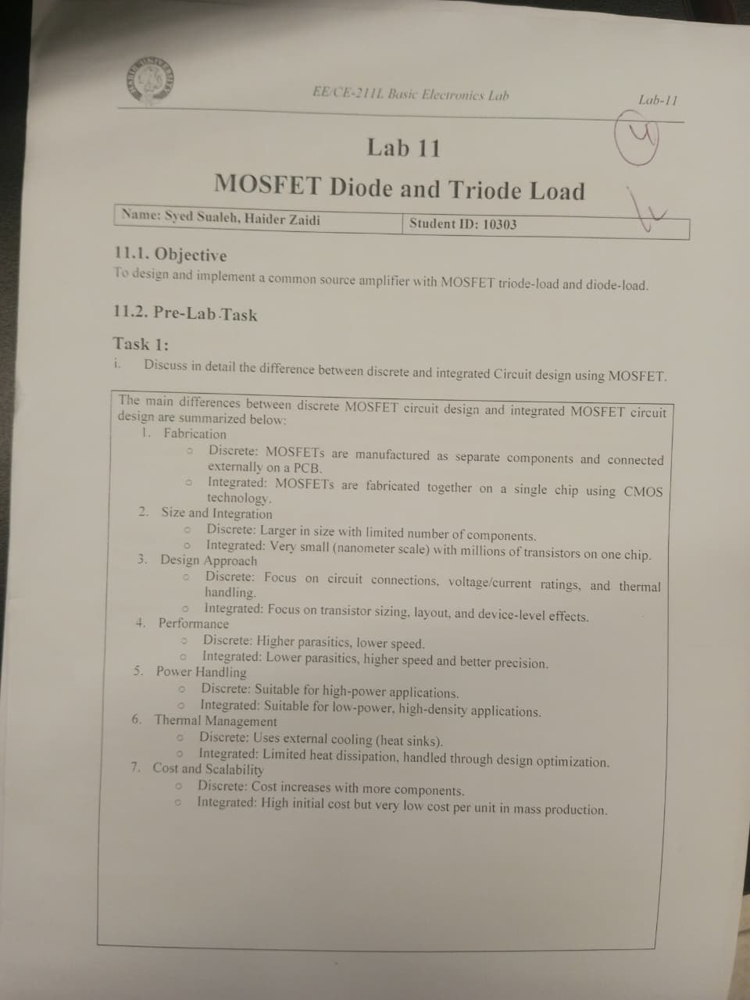 HABIB UNIVERSITY
EE/CE-211L Basic Electronics Lab
Lab-11
4
Lab 11
MOSFET Diode and Triode Load
Name: Syed Sualeh, Haider Zaidi
Student ID: 10303
11.1. Objective
To design and implement a common source amplifier with MOSFET triode-load and diode-load.
11.2. Pre-Lab Task
Task 1:
i. Discuss in detail the difference between discrete and integrated Circuit design using MOSFET.
The main differences between discrete MOSFET circuit design and integrated MOSFET circuit
design are summarized below:
1. Fabrication
○ Discrete: MOSFETs are manufactured as separate components and connected
externally on a PCB.
○ Integrated: MOSFETs are fabricated together on a single chip using CMOS
technology.
2. Size and Integration
○ Discrete: Larger in size with limited number of components.
○ Integrated: Very small (nanometer scale) with millions of transistors on one chip.
3. Design Approach
○ Discrete: Focus on circuit connections, voltage/current ratings, and thermal
handling.
○ Integrated: Focus on transistor sizing, layout, and device-level effects.
4. Performance
○ Discrete: Higher parasitics, lower speed.
○ Integrated: Lower parasitics, higher speed and better precision.
5. Power Handling
○ Discrete: Suitable for high-power applications.
○ Integrated: Suitable for low-power, high-density applications.
6. Thermal Management
○ Discrete: Uses external cooling (heat sinks).
○ Integrated: Limited heat dissipation, handled through design optimization.
7. Cost and Scalability
○ Discrete: Cost increases with more components.
○ Integrated: High initial cost but very low cost per unit in mass production.